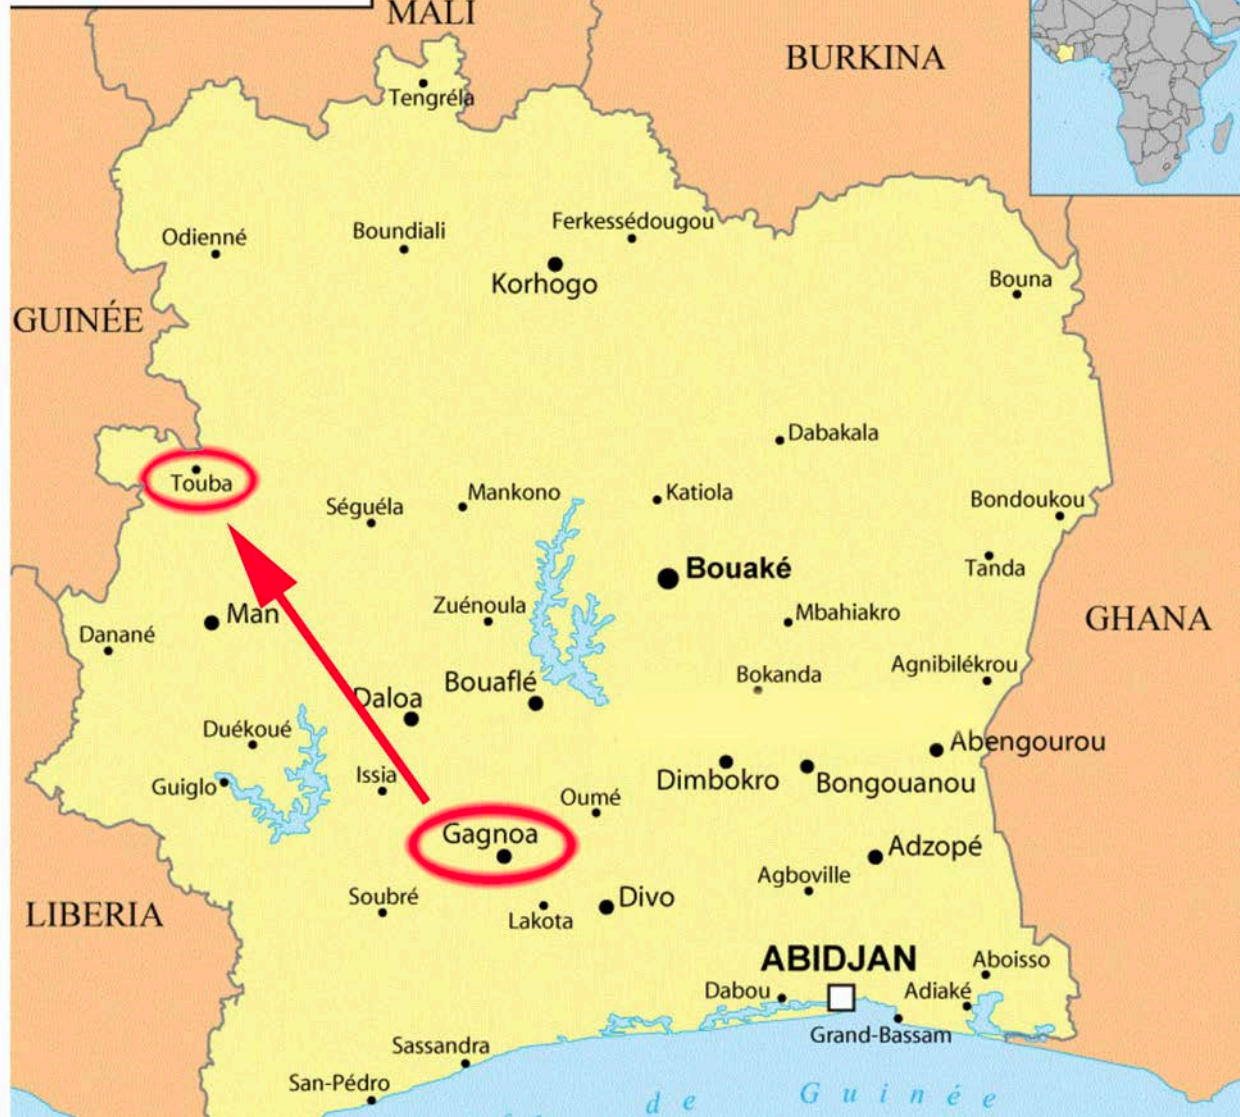 MALI
BURKINA
Tengréla
Ferkessédougou
Boundiali
Odienné
Korhogo
Bouna
GUINÉE
Dabakala
Touba
Mankono
Katiola
Séguéla
Bondoukou
Bouaké
Tanda
Zuénoula
Man
Mbahiakro
GHANA
Danané
Agnibilékrou
Bokanda
Bouaflé
Daloa
Duékoué
Abengourou
Issia
Dimbokro
Bongouanou
Guiglo
Oumé
Gagnoa
Adzopé
Agboville
Soubré
Divo
LIBERIA
Lakota
ABIDJAN
Aboisso
Dabou
Adiaké
Grand-Bassam
Sassandra
San-Pédro
de Guinée